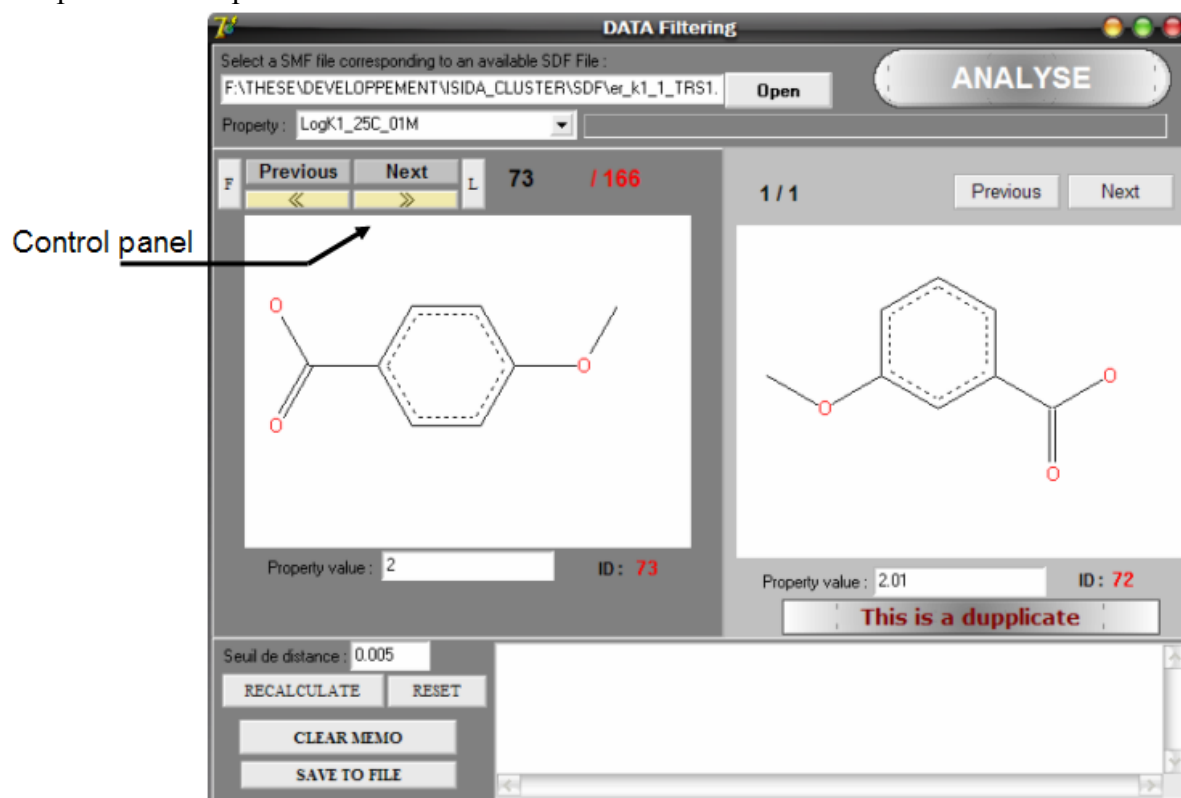 DATA Filtering
Select a SMF file corresponding to an available SDF File :
F:\THESE\DEVELOPPEMENT\ISIDA_CLUSTER\SDF\er_k1_1_TRS1.
Open
ANALYSE
Property :
LogK1_25C_01M
F
Previous
Next
L
73
/ 166
1 / 1
Previous
Next
Control panel
O
O
O
O
O
O
Property value :
2
ID : 73
Property value :
2.01
ID : 72
This is a dupplicate
Seuil de distance :
0.005
RECALCULATE
RESET
CLEAR MEMO
SAVE TO FILE